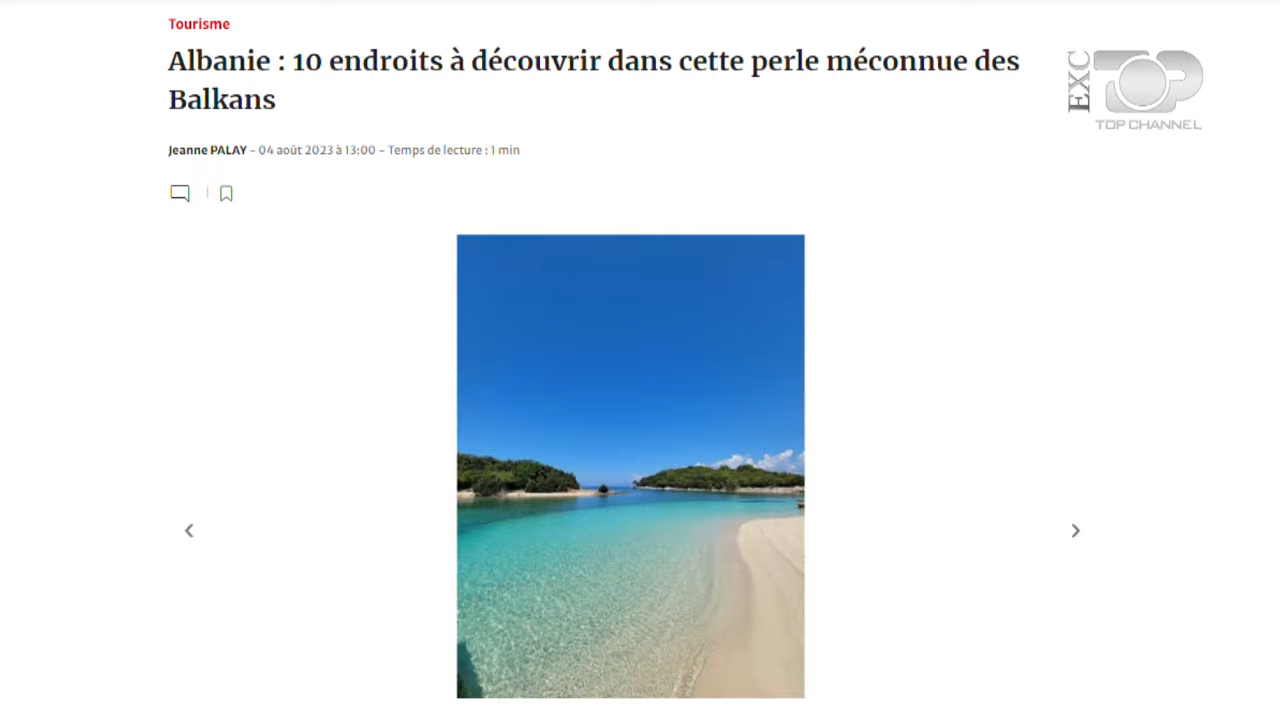 Tourisme
Albanie : 10 endroits à découvrir dans cette perle méconnue des
Balkans
EXC
TOP
TOP CHANNEL
Jeanne PALAY – 04 août 2023 à 13:00 – Temps de lecture : 1 min